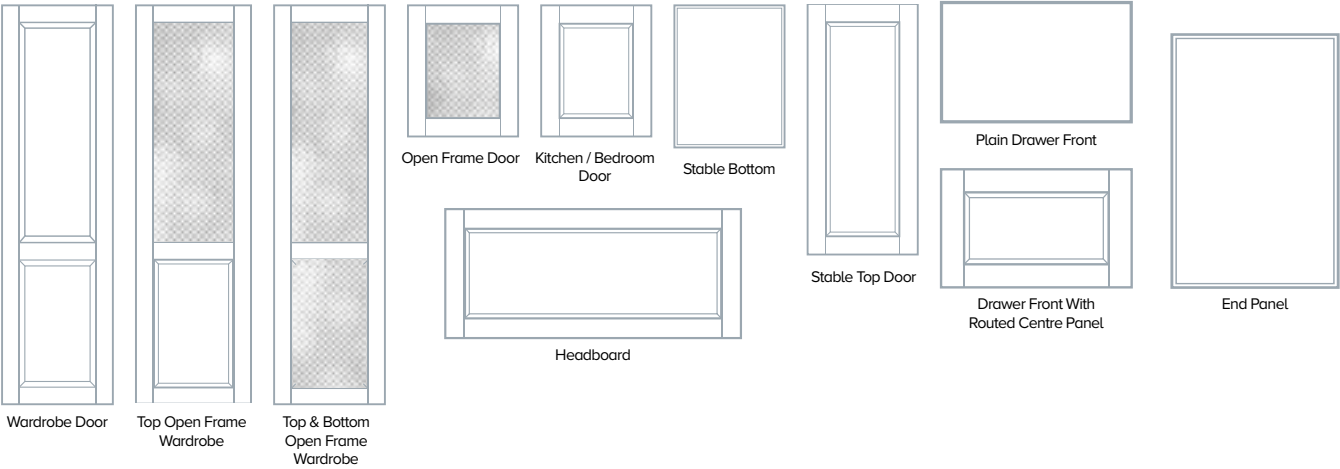 Wardrobe Door
Top Open Frame
Wardrobe
Top & Bottom
Open Frame
Wardrobe
Open Frame Door
Kitchen / Bedroom
Door
Stable Bottom
Headboard
Stable Top Door
Plain Drawer Front
Drawer Front With
Routed Centre Panel
End Panel